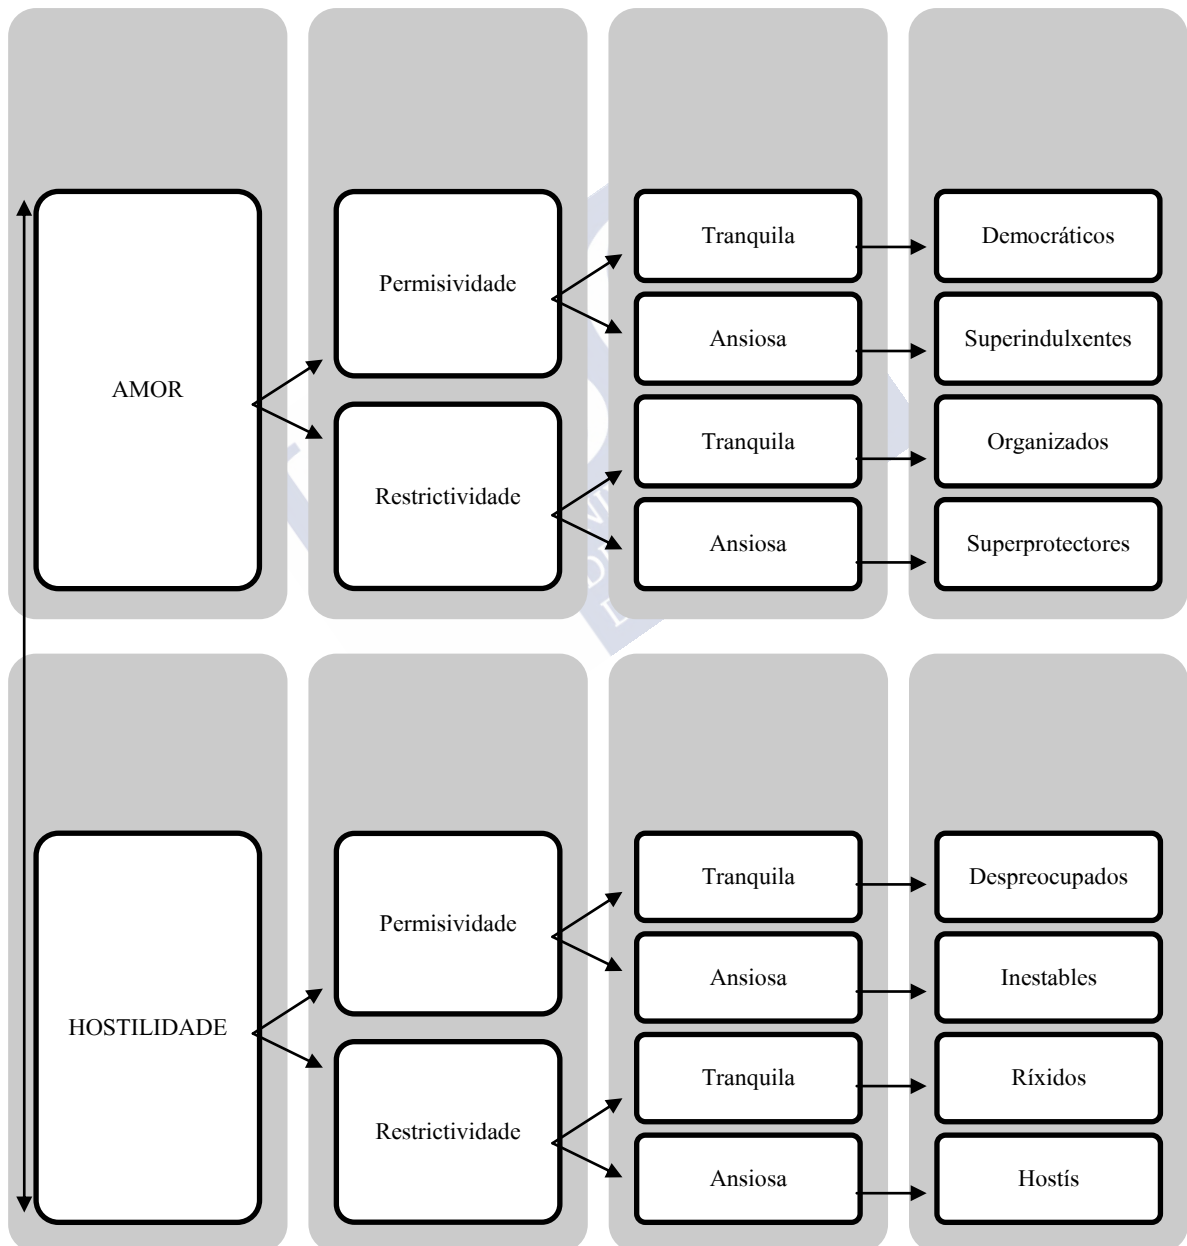 AMOR
Permisividade
Tranquila
Democráticos
Ansiosa
Superindulxentes
Restrictividade
Tranquila
Organizados
Ansiosa
Superprotectores
HOSTILIDADE
Permisividade
Tranquila
Despreocupados
Ansiosa
Inestables
Restrictividade
Tranquila
Ríxidos
Ansiosa
Hostís